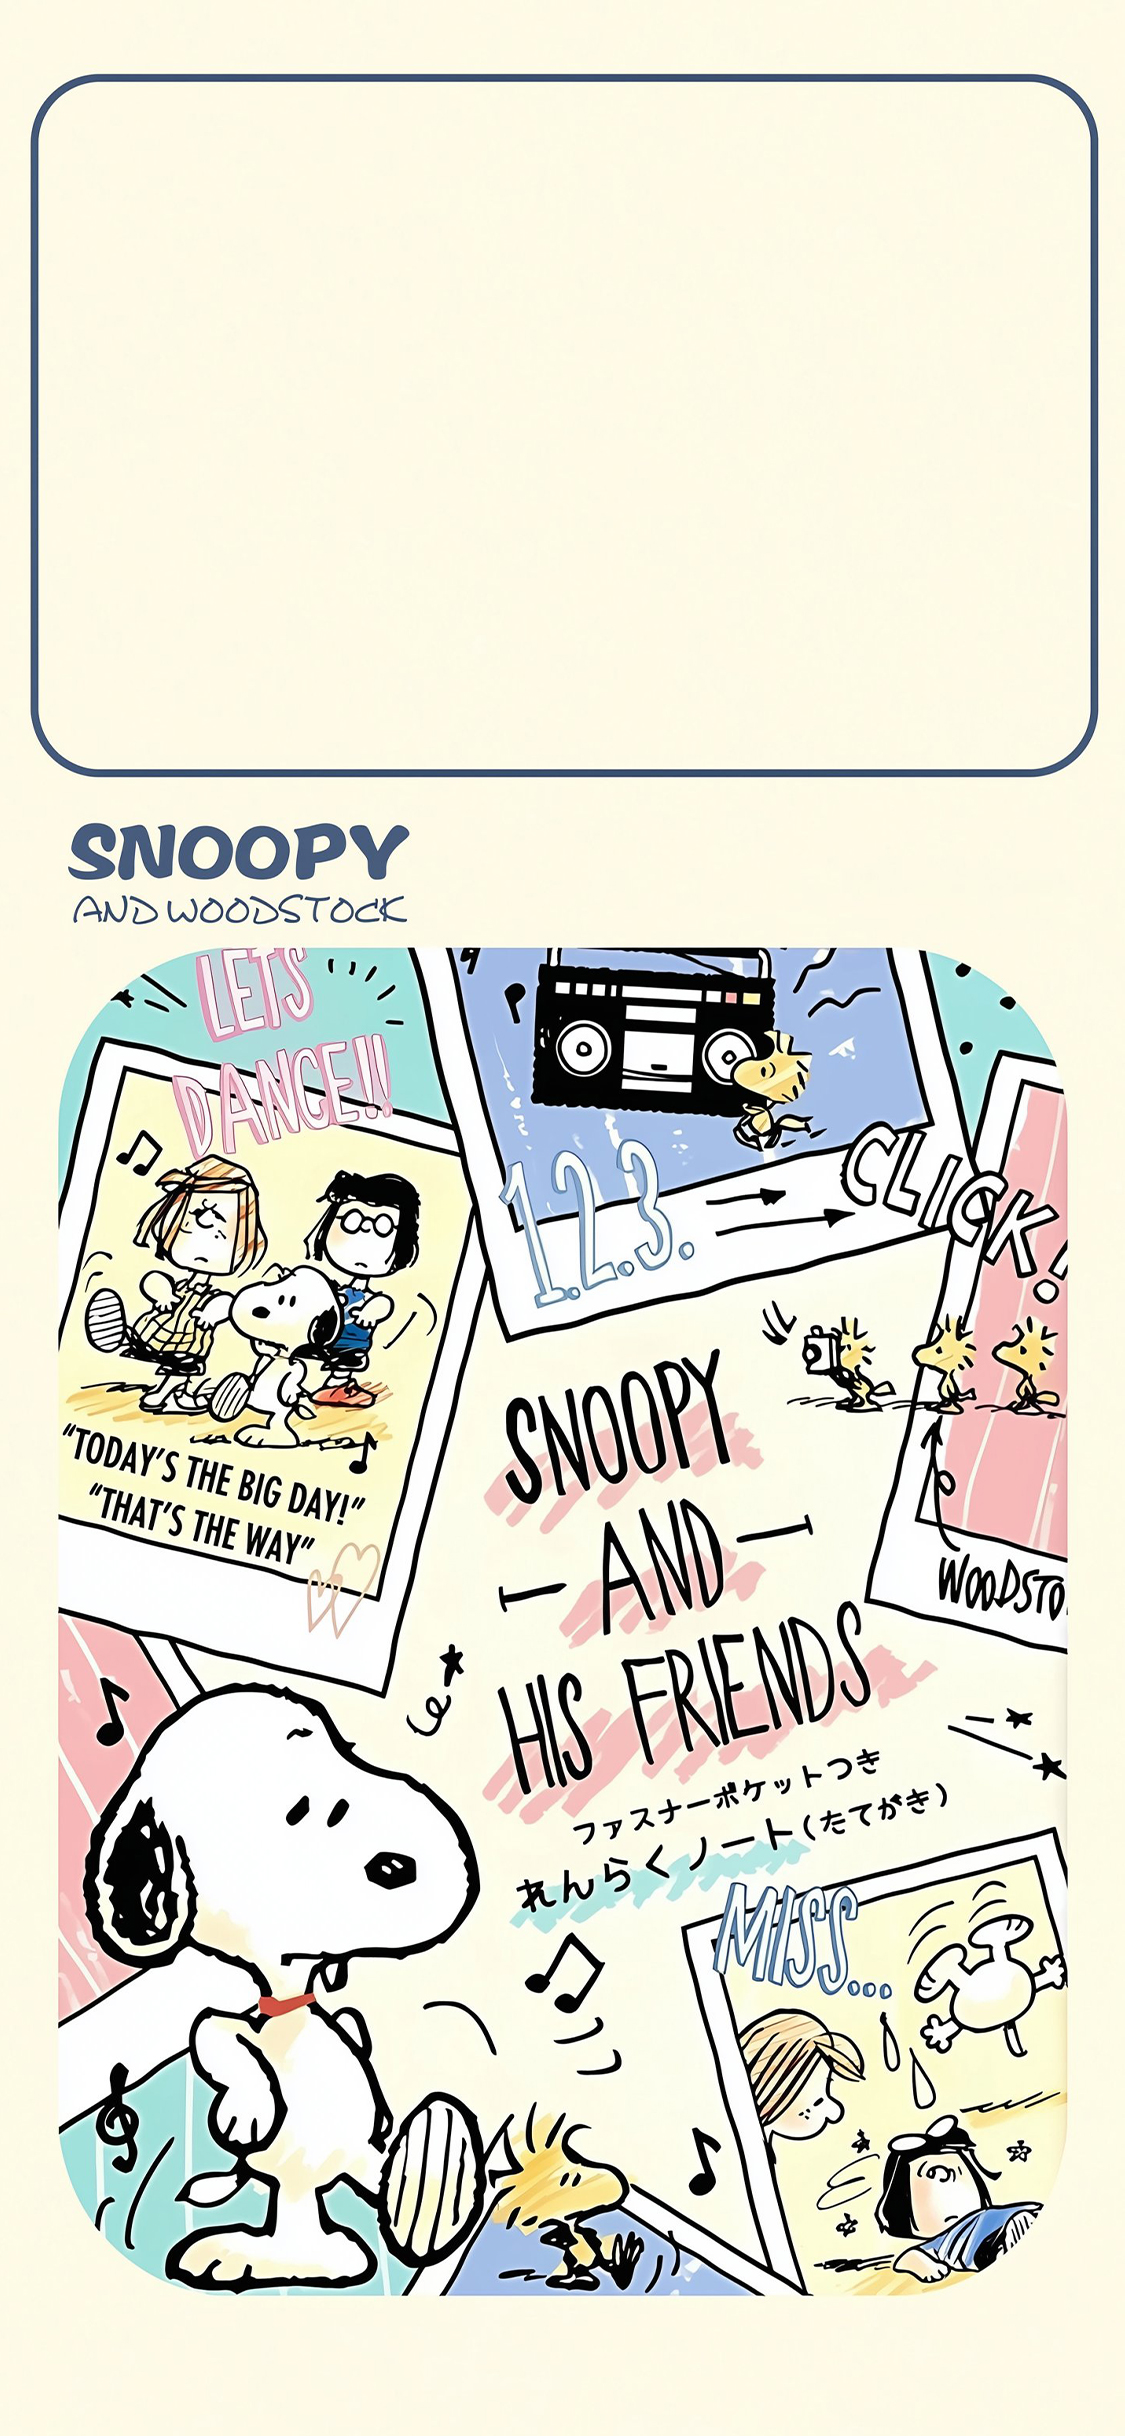 SNOOPY
AND WOODSTOCK
LETS
DANCE!!
1.2.3.
CLICK!
"TODAY'S THE BIG DAY!"
"THAT'S THE WAY"
SNOOPY
AND
HIS FRIENDS
WOODSTO
ファスナーポケットつき
れんらくノート(たてがき)
MISS...